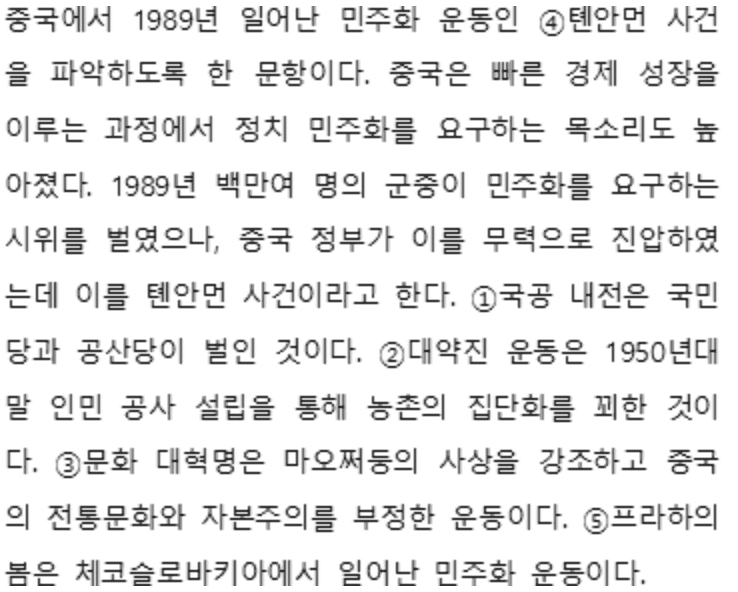 중국에서 1989년 일어난 민주화 운동인 ④톈안먼 사건
을 파악하도록 한 문항이다. 중국은 빠른 경제 성장을
이루는 과정에서 정치 민주화를 요구하는 목소리도 높
아졌다. 1989년 백만여 명의 군중이 민주화를 요구하는
시위를 벌였으나, 중국 정부가 이를 무력으로 진압하였
는데 이를 톈안먼 사건이라고 한다. ①국공 내전은 국민
당과 공산당이 벌인 것이다. ②대약진 운동은 1950년대
말 인민 공사 설립을 통해 농촌의 집단화를 꾀한 것이
다. ③문화 대혁명은 마오쩌둥의 사상을 강조하고 중국
의 전통문화와 자본주의를 부정한 운동이다. ⑤프라하의
봄은 체코슬로바키아에서 일어난 민주화 운동이다.